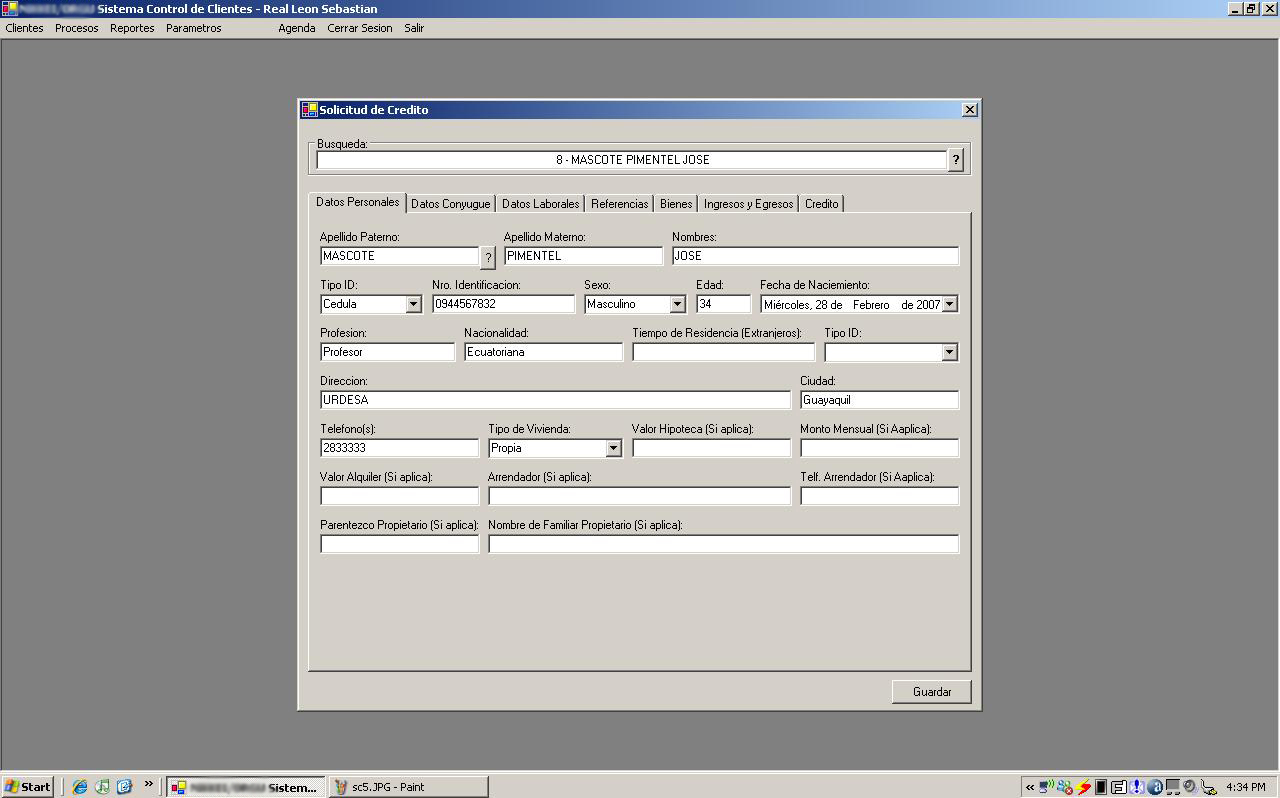 Sistema Control de Clientes - Real Leon Sebastian
Clientes Procesos Reportes Parametros Agenda Cerrar Sesion Salir
Solicitud de Credito
Busqueda:
8 - MASCOTE PIMENTEL JOSE ?
Datos Personales Datos Conyugue Datos Laborales Referencias Bienes Ingresos y Egresos Credito
Apellido Paterno: Apellido Materno: Nombres:
MASCOTE ? PIMENTEL JOSE
Tipo ID: Nro. Identificacion: Sexo: Edad: Fecha de Naciemiento:
Cedula 0944567832 Masculino 34 Miércoles, 28 de Febrero de 2007
Profesion: Nacionalidad: Tiempo de Residencia (Extranjeros): Tipo ID:
Profesor Ecuatoriana
Direccion: Ciudad:
URDESA Guayaquil
Telefono(s): Tipo de Vivienda: Valor Hipoteca (Si aplica): Monto Mensual (Si Aaplica):
2833333 Propia
Valor Alquiler (Si aplica): Arrendador (Si aplica): Telf. Arrendador (Si Aaplica):
Parentezco Propietario (Si aplica): Nombre de Familiar Propietario (Si aplica):
Guardar
Start » Sistem... sc5.JPG - Paint « 4:34 PM